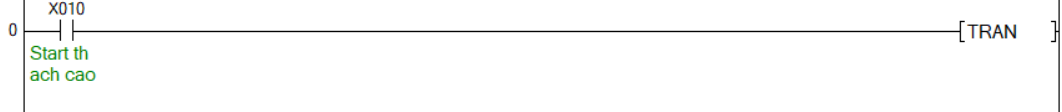 X010
0
[TRAN ]
Start th
ach cao